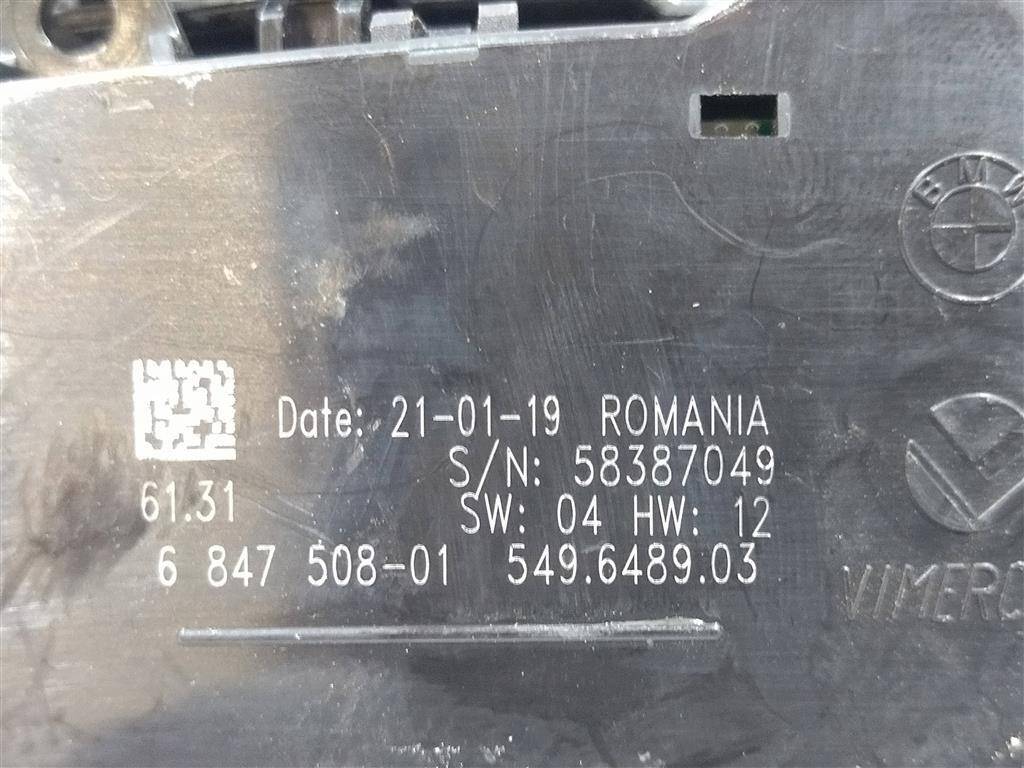 BMW
Date: 21-01-19 ROMANIA
S/N: 58387049
61.31
SW: 04 HW: 12
6 847 508-01 549.6489.03